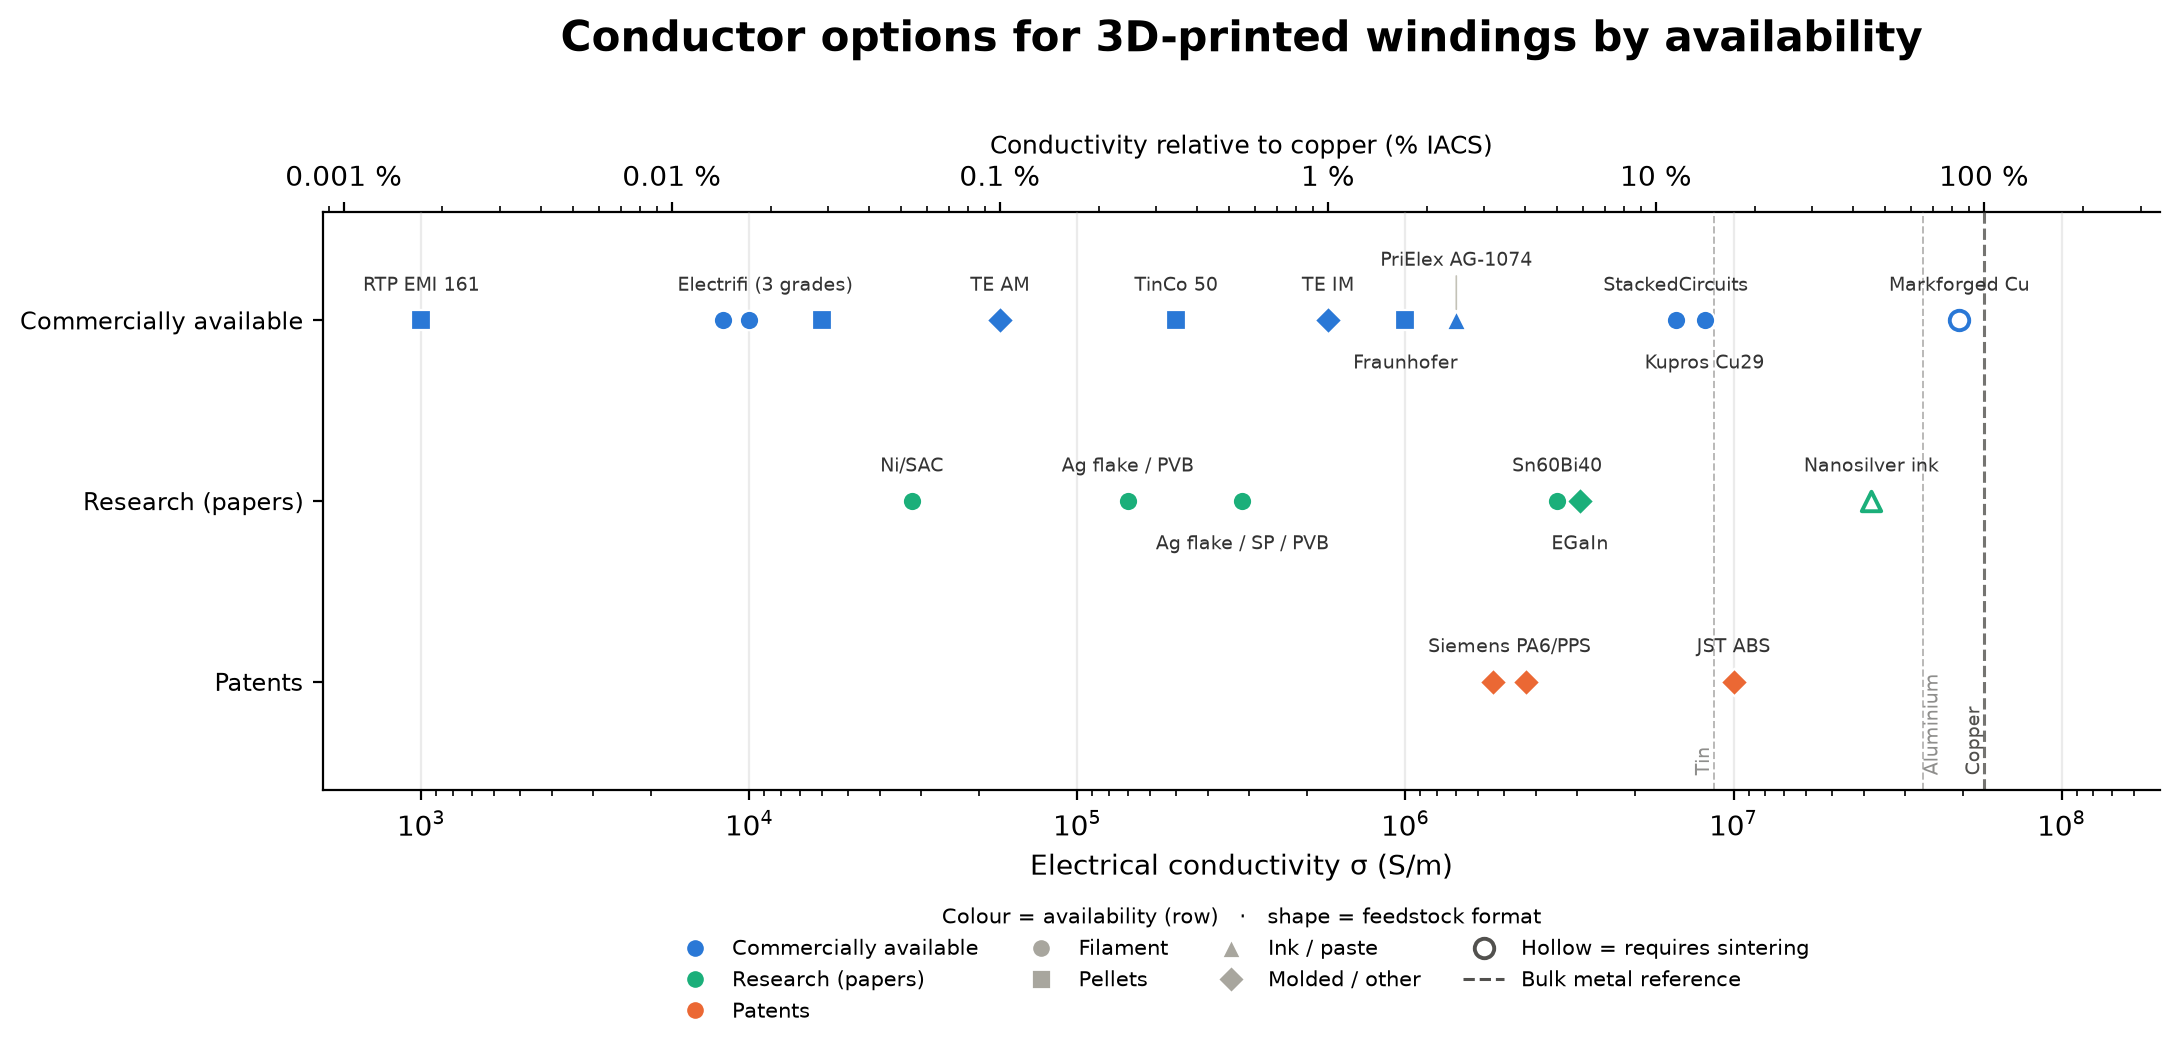 Conductor options for 3D-printed windings by availability
Conductivity relative to copper (% IACS)
0.001 % 0.01 % 0.1 % 1 % 10 % 100 %
PriElex AG-1074
RTP EMI 161 Electrifi (3 grades) TE AM TinCo 50 TE IM StackedCircuits Markforged Cu
Commercially available
Fraunhofer Kupros Cu29
Ni/SAC Ag flake / PVB Sn60Bi40 Nanosilver ink
Research (papers)
Ag flake / SP / PVB EGaIn
Siemens PA6/PPS JST ABS
Patents
Tin
Aluminium
Copper
10³ 10⁴ 10⁵ 10⁶ 10⁷ 10⁸
Electrical conductivity σ (S/m)
Colour = availability (row) · shape = feedstock format
Commercially available Filament Ink / paste Hollow = requires sintering
Research (papers) Pellets Molded / other Bulk metal reference
Patents